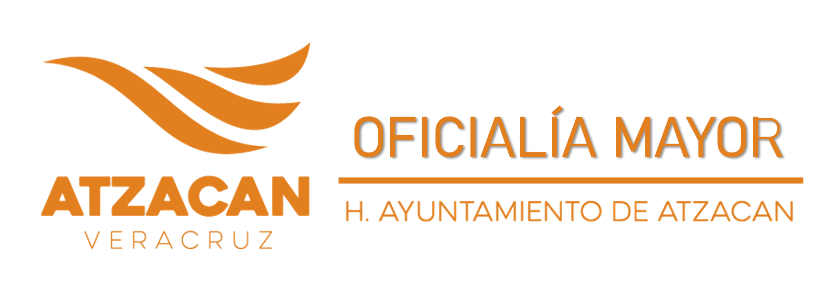 ATZACAN
VERACRUZ
OFICIALÍA MAYOR
H. AYUNTAMIENTO DE ATZACAN